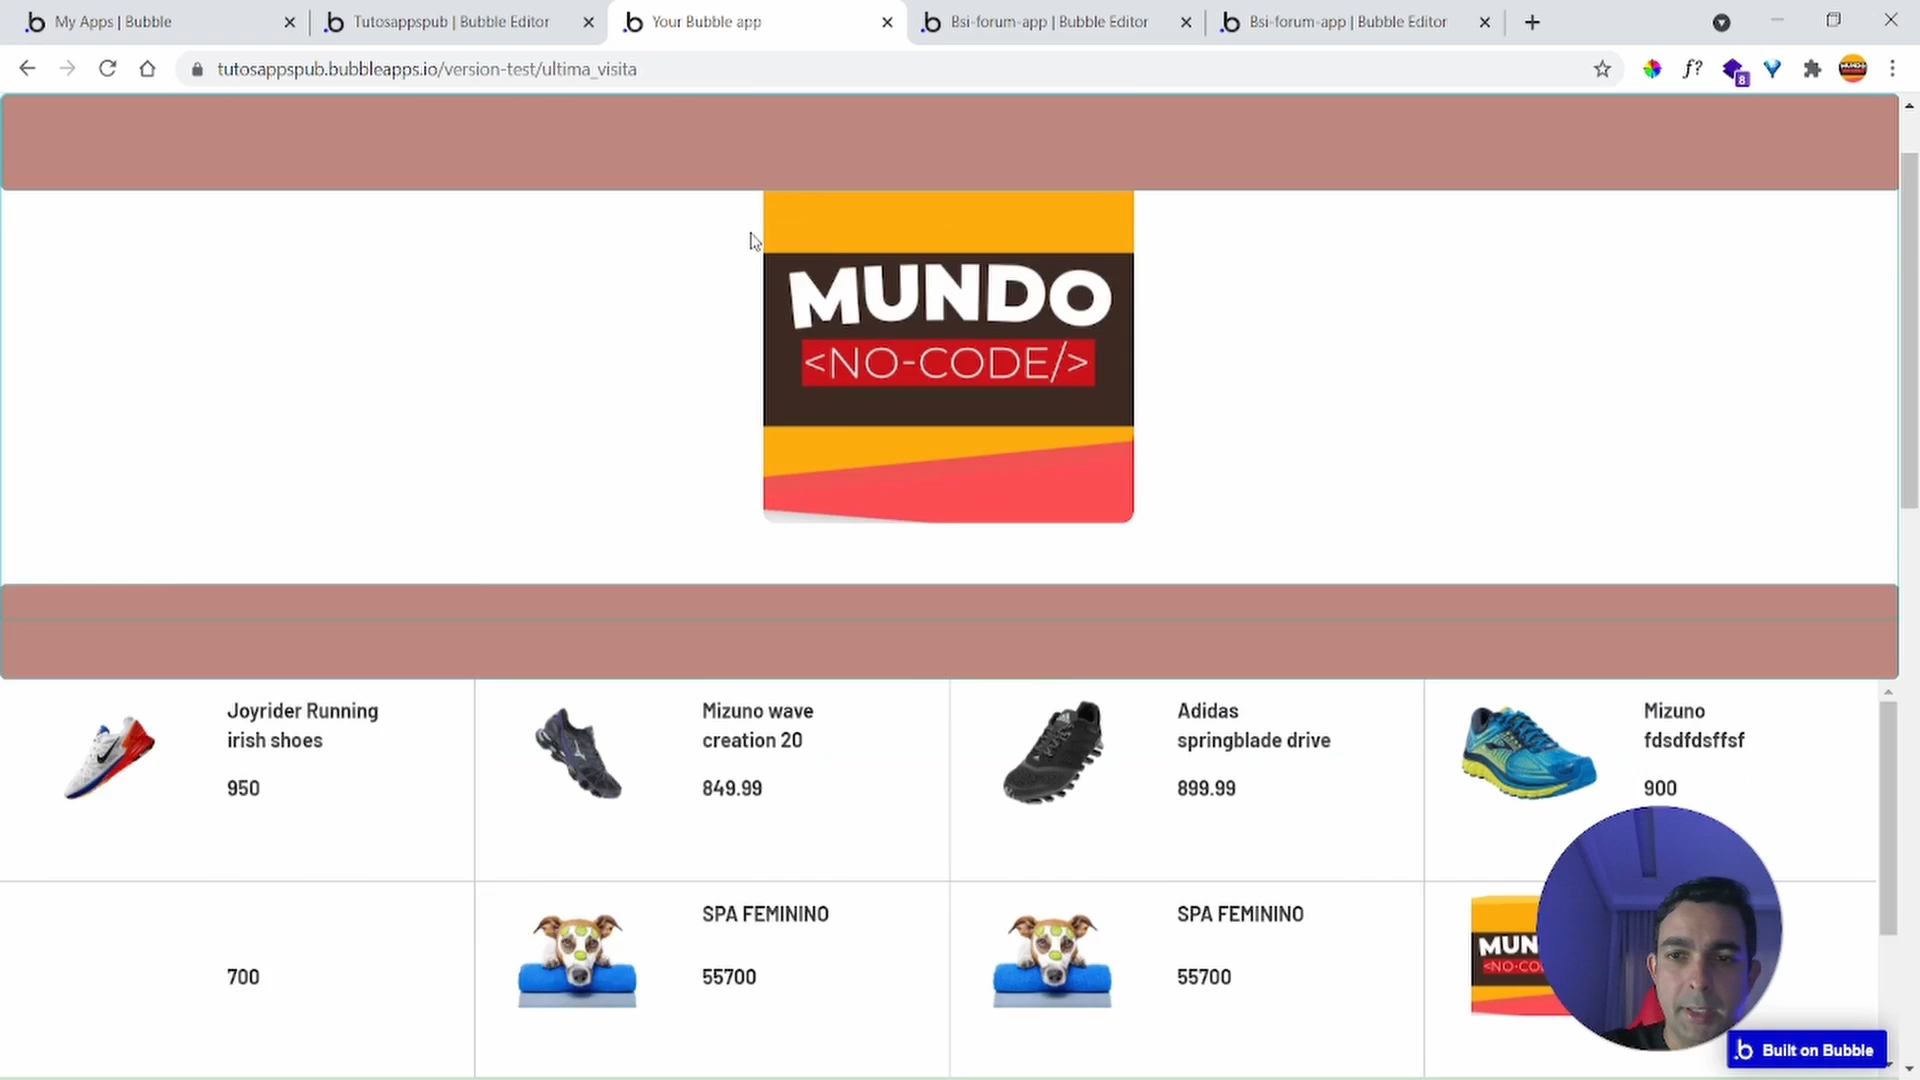 My Apps | Bubble
Tutosappspub | Bubble Editor
Your Bubble app
Bsi-forum-app | Bubble Editor
Bsi-forum-app | Bubble Editor
tutosappspub.bubbleapps.io/version-test/ultima_visita
f?
8
MUNDO
<NO-CODE/>
Joyrider Running
irish shoes
950
Mizuno wave
creation 20
849.99
Adidas
springblade drive
899.99
Mizuno
fdsdfdsffsf
900
700
SPA FEMININO
55700
SPA FEMININO
55700
MUN
<NO-CO
Built on Bubble